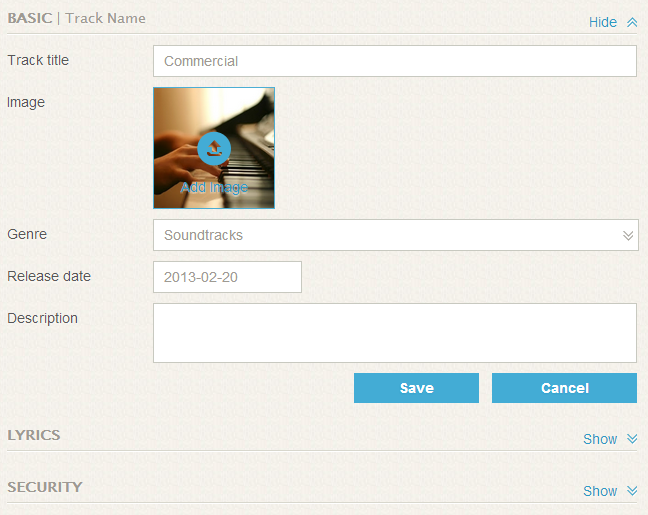 BASIC | Track Name
Hide
Track title
Commercial
Image
Add Image
Genre
Soundtracks
Release date
2013-02-20
Description
Save
Cancel
LYRICS
Show
SECURITY
Show